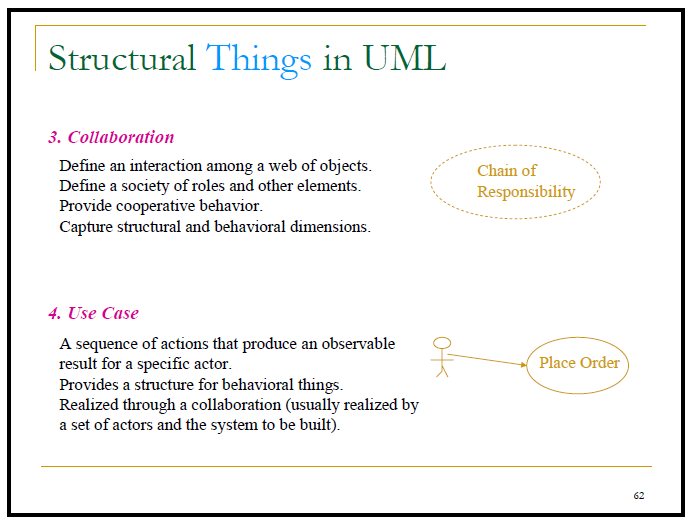 Structural Things in UML
3. Collaboration
Define an interaction among a web of objects.
Define a society of roles and other elements.
Provide cooperative behavior.
Capture structural and behavioral dimensions.
Chain of
Responsibility
4. Use Case
A sequence of actions that produce an observable
result for a specific actor.
Provides a structure for behavioral things.
Realized through a collaboration (usually realized by
a set of actors and the system to be built).
Place Order
62